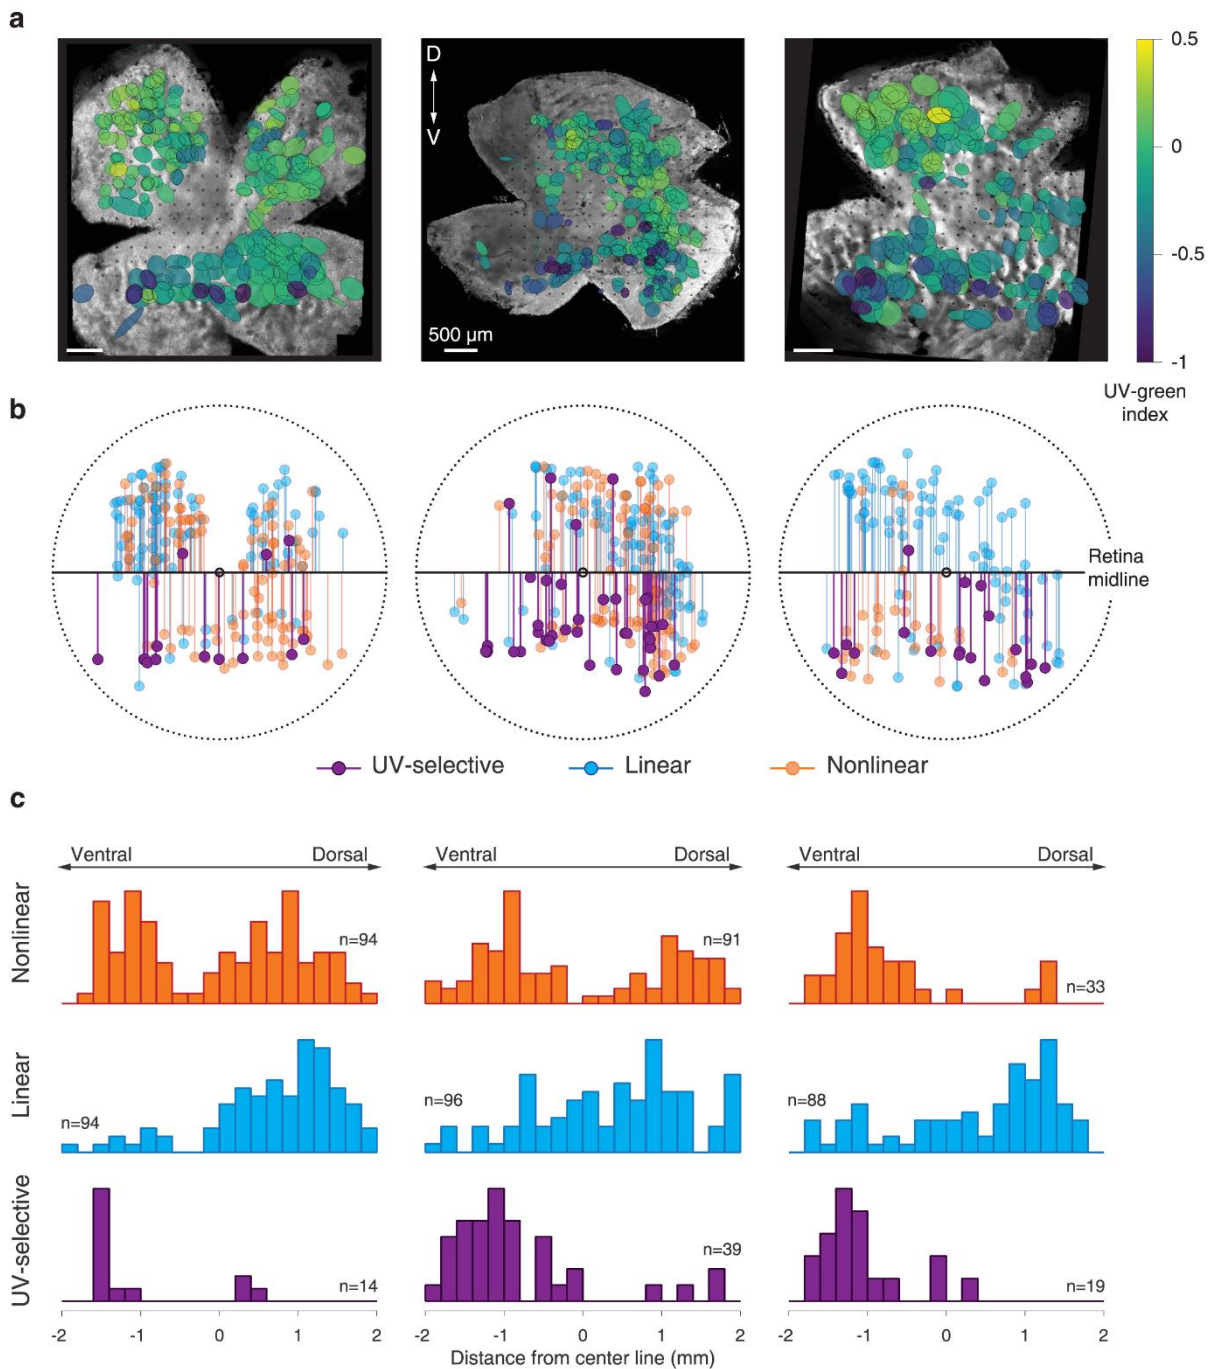 a
D
V
500 μm
0.5
0
-0.5
-1
UV-green
index
b
Retina
midline
UV-selective
Linear
Nonlinear
c
Ventral Dorsal
Ventral Dorsal
Ventral Dorsal
Nonlinear
n=94
n=91
n=33
Linear
n=94
n=96
n=88
UV-selective
n=14
n=39
n=19
-2 -1 0 1 2
-2 -1 0 1 2
-2 -1 0 1 2
Distance from center line (mm)